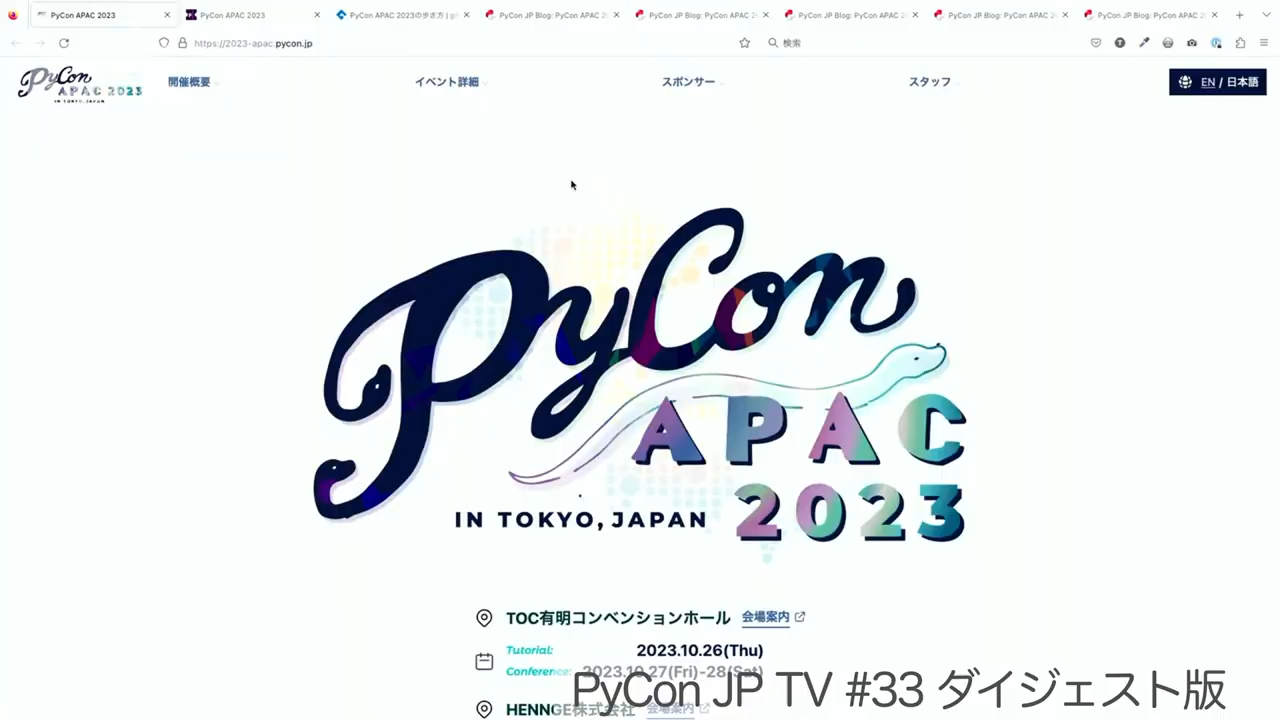 PyCon APAC 2023
PyCon APAC 2023
PyCon APAC 2023の歩き方 | gi
PyCon JP Blog: PyCon APAC 2
PyCon JP Blog: PyCon APAC 2
PyCon JP Blog: PyCon APAC 2
PyCon JP Blog: PyCon APAC 2
PyCon JP Blog: PyCon APAC 2
https://2023-apac.pycon.jp
検索
PyCon
APAC 2023
IN TOKYO, JAPAN
開催概要
イベント詳細
スポンサー
スタッフ
EN / 日本語
PyCon
APAC
IN TOKYO, JAPAN 2023
TOC有明コンベンションホール 会場案内
Tutorial: 2023.10.26(Thu)
Conference: 2023.10.27(Fri)-28(Sat)
HENNGE株式会社 会場案内
PyCon JP TV #33 ダイジェスト版